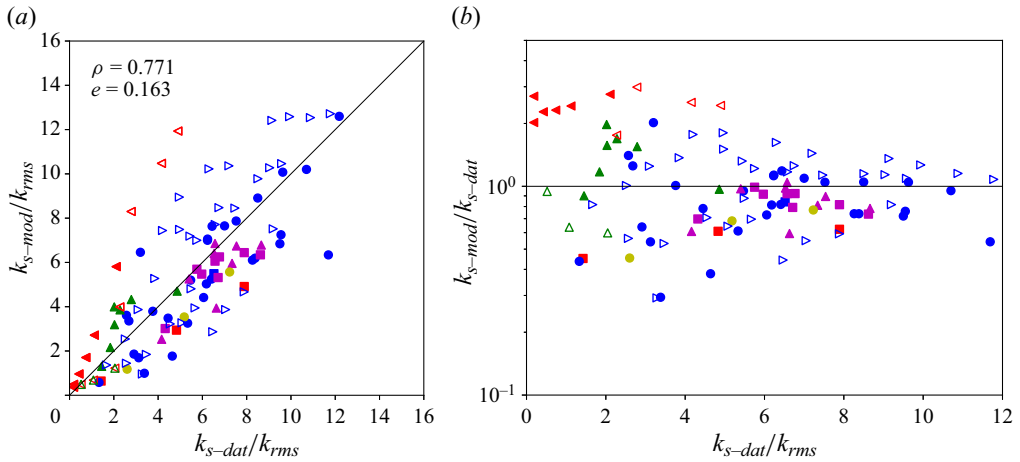 (a)
(b)
16
14
12
10
8
6
4
2
0
ρ = 0.771
e = 0.163
k_{s–mod}/k_{rms}
2 4 6 8 10 12 14 16
k_{s–dat}/k_{rms}
10^0
10^{–1}
k_{s–mod}/k_{s–dat}
0 2 4 6 8 10 12
k_{s–dat}/k_{rms}